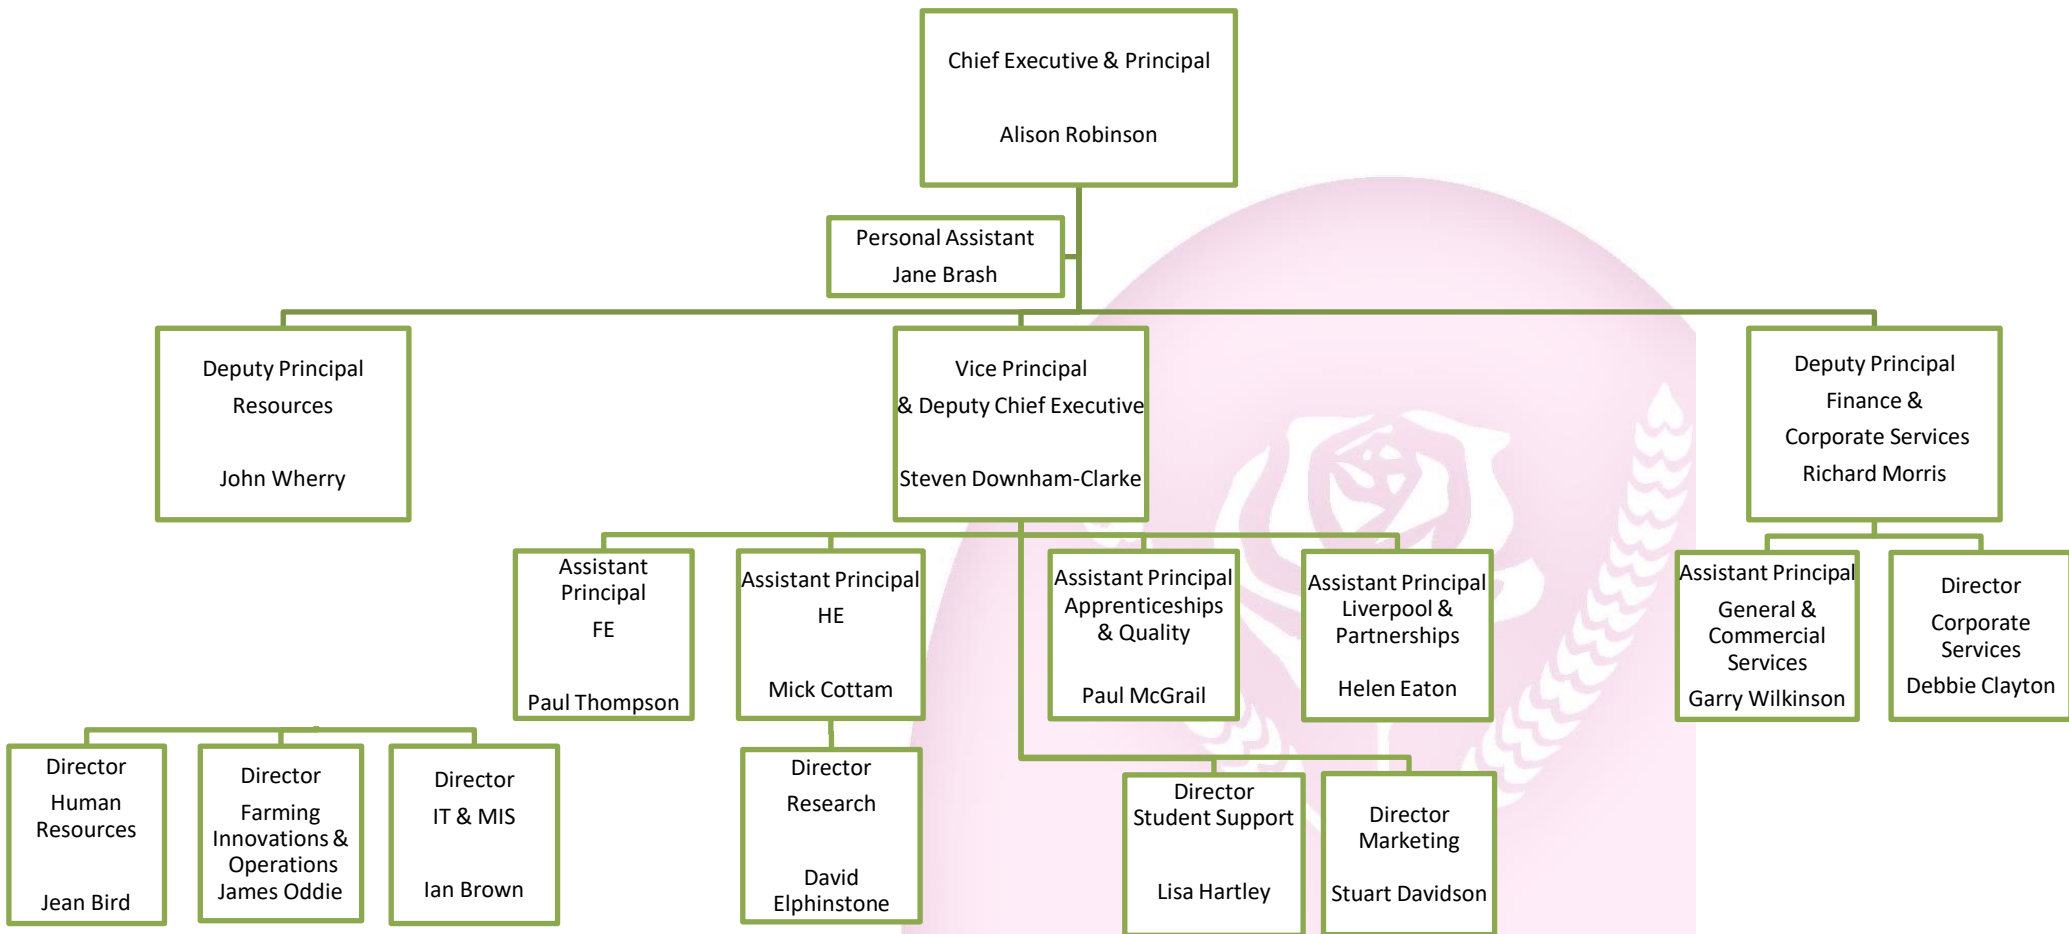 Chief Executive & Principal
Alison Robinson
Personal Assistant
Jane Brash
Deputy Principal
Resources
John Wherry
Vice Principal
& Deputy Chief Executive
Steven Downham-Clarke
Deputy Principal
Finance &
Corporate Services
Richard Morris
Assistant
Principal
FE
Paul Thompson
Assistant Principal
HE
Mick Cottam
Assistant Principal
Apprenticeships
& Quality
Paul McGrail
Assistant Principal
Liverpool &
Partnerships
Helen Eaton
Assistant Principal
General &
Commercial
Services
Garry Wilkinson
Director
Corporate
Services
Debbie Clayton
Director
Human
Resources
Jean Bird
Director
Farming
Innovations &
Operations
James Oddie
Director
IT & MIS
Ian Brown
Director
Research
David
Elphinstone
Director
Student Support
Lisa Hartley
Director
Marketing
Stuart Davidson